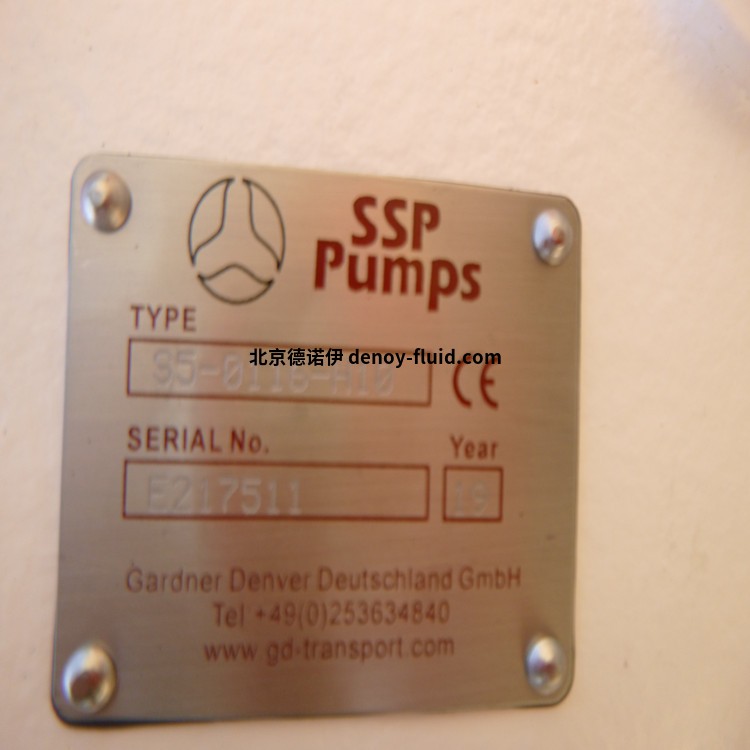 SSP
Pumps
TYPE
北京德诺伊 denoy-fluid.com
CE
SERIAL No.
Year
E217511
Gardner Denver Deutschland GmbH
Tel +49(0)253634840
www.gd-transport.com